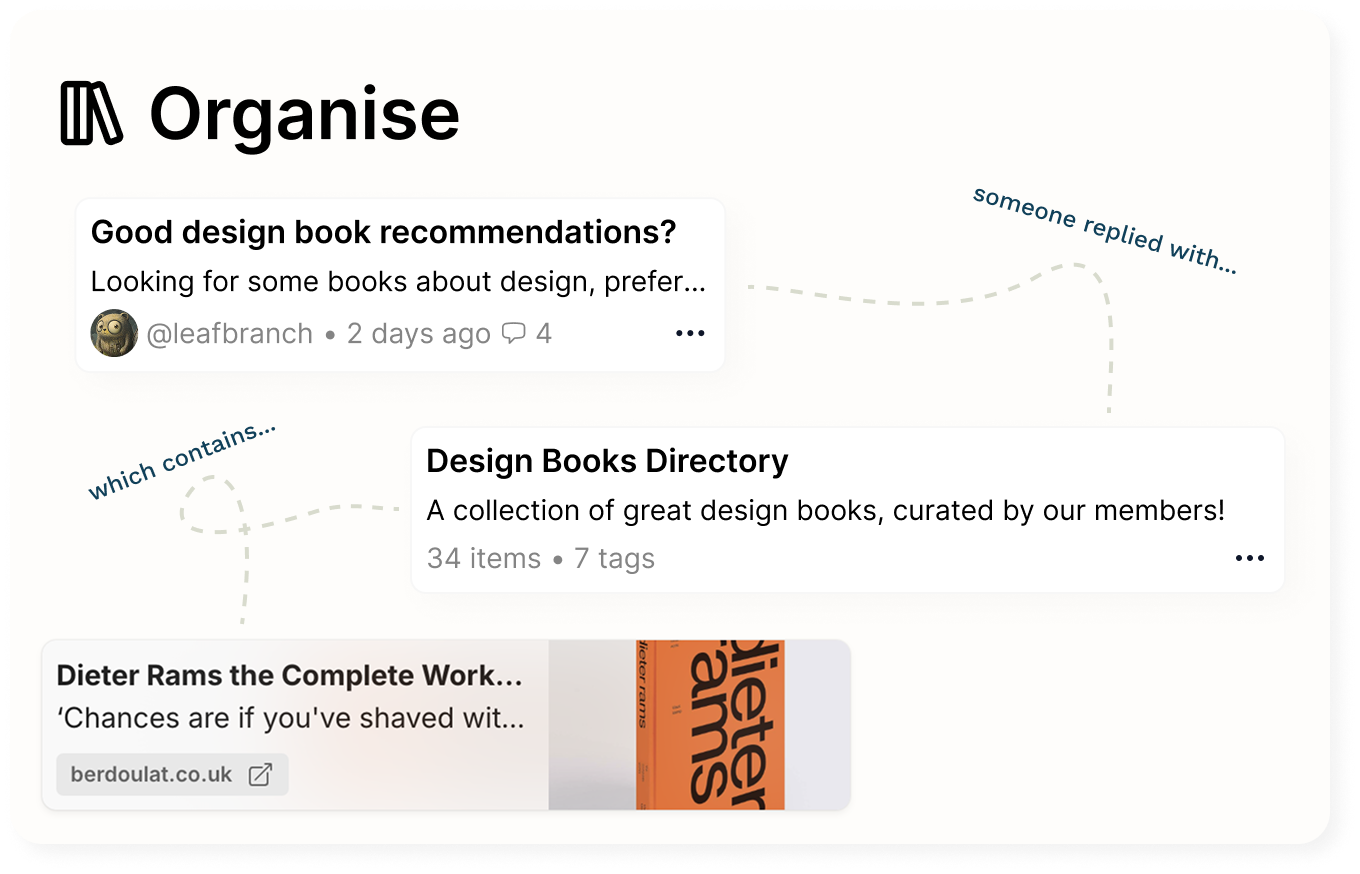 Organise
Good design book recommendations?
Looking for some books about design, prefer...
@leafbranch • 2 days ago 4
someone replied with...
Design Books Directory
A collection of great design books, curated by our members!
34 items • 7 tags
which contains...
Dieter Rams the Complete Work...
‘Chances are if you've shaved wit...
berdoulat.co.uk
dieter rams
dieter
rams